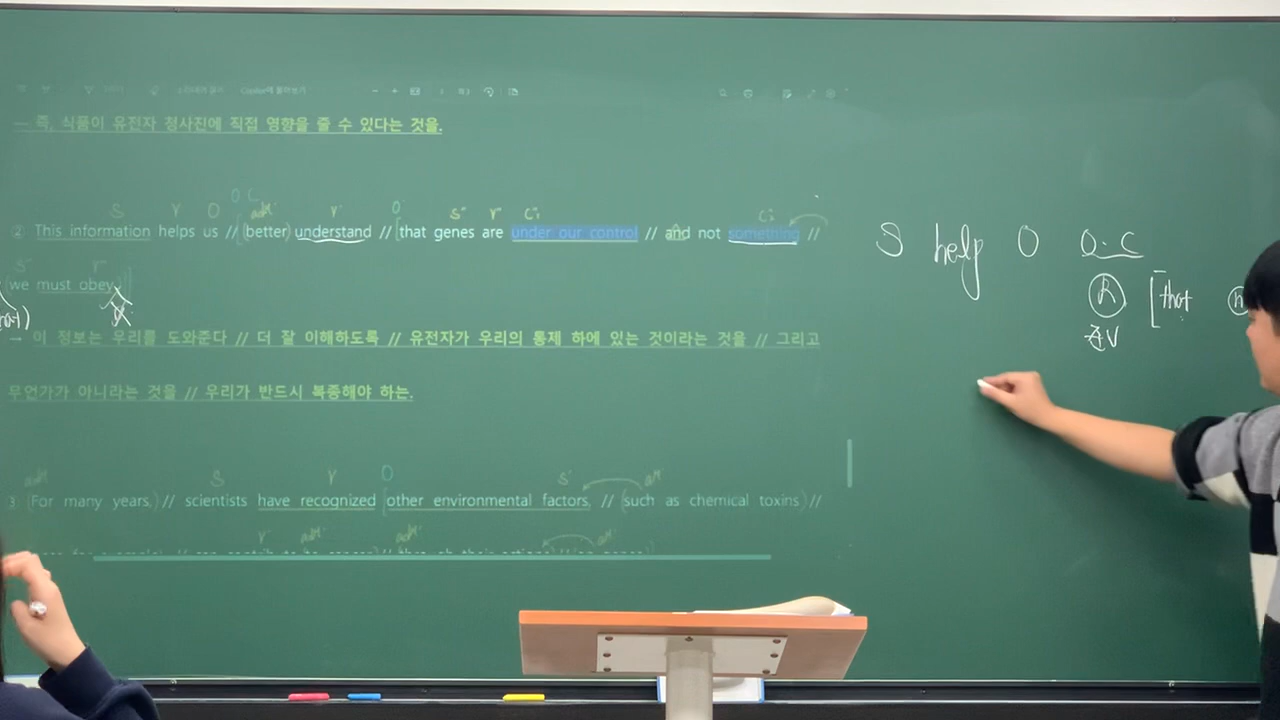 — 즉, 식품이 유전자 청사진에 직접 영향을 줄 수 있다는 것을.
S V O O C adv V' O S'' V'' C''₁ C''₂
② This information helps us // (better) understand // [that genes are under our control // and not something //
S V
we must obey)]
→ 이 정보는 우리를 도와준다 // 더 잘 이해하도록 // 유전자가 우리의 통제 하에 있는 것이라는 것을 // 그리고
무언가가 아니라는 것을 // 우리가 반드시 복종해야 하는.
S V O S'
③ (For many years,) // scientists have recognized [other environmental factors, // (such as chemical toxins) //
S help O O·C
Ⓡ [that